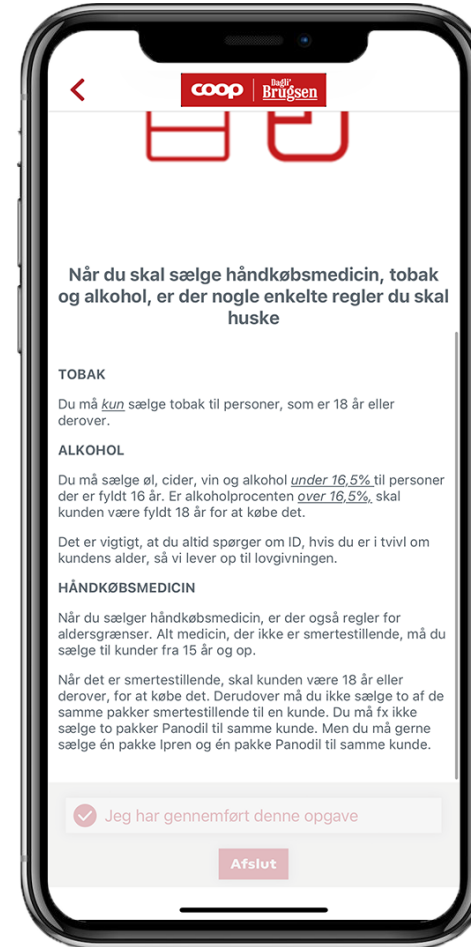 coop
Dagli'
Brugsen
Når du skal sælge håndkøbsmedicin, tobak
og alkohol, er der nogle enkelte regler du skal
huske
TOBAK
Du må kun sælge tobak til personer, som er 18 år eller
derover.
ALKOHOL
Du må sælge øl, cider, vin og alkohol under 16,5% til personer
der er fyldt 16 år. Er alkoholprocenten over 16,5%, skal
kunden være fyldt 18 år for at købe det.
Det er vigtigt, at du altid spørger om ID, hvis du er i tvivl om
kundens alder, så vi lever op til lovgivningen.
HÅNDKØBSMEDICIN
Når du sælger håndkøbsmedicin, er der også regler for
aldersgrænser. Alt medicin, der ikke er smertestillende, må du
sælge til kunder fra 15 år og op.
Når det er smertestillende, skal kunden være 18 år eller
derover, for at købe det. Derudover må du ikke sælge to af de
samme pakker smertestillende til en kunde. Du må fx ikke
sælge to pakker Panodil til samme kunde. Men du må gerne
sælge én pakke Ipren og én pakke Panodil til samme kunde.
Jeg har gennemført denne opgave
Afslut